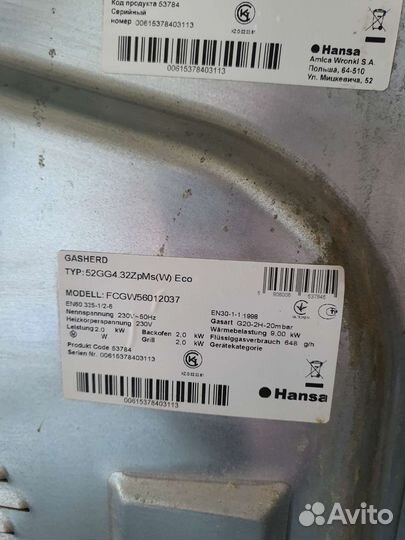 Код продукта 53784
Серийный
номер 00615378403113
00615378403113
Hansa
Amica Wronki S.A.
Польша, 64-510
Ул. Мицкевича, 52
GASHERD
TYP: 52GG4.32ZpMs(W) Eco
MODELL: FCGW56012037
EN60 335-1/2-6
Nennspannung 230V~50Hz
Heizkörperspannung 230V
Leistung 2,0 kW
W
Backofen 2,0 kW
Grill 2,0 kW
Produkt Code 53784
Serien Nr. 00615378403113
EN30-1-1:1998
Gasart G20-2H-20mbar
Wärmebelastung 9,00 kW
Flüssiggasverbrauch 648 g/h
Gerätekategorie
00615378403113
Hansa
Avito